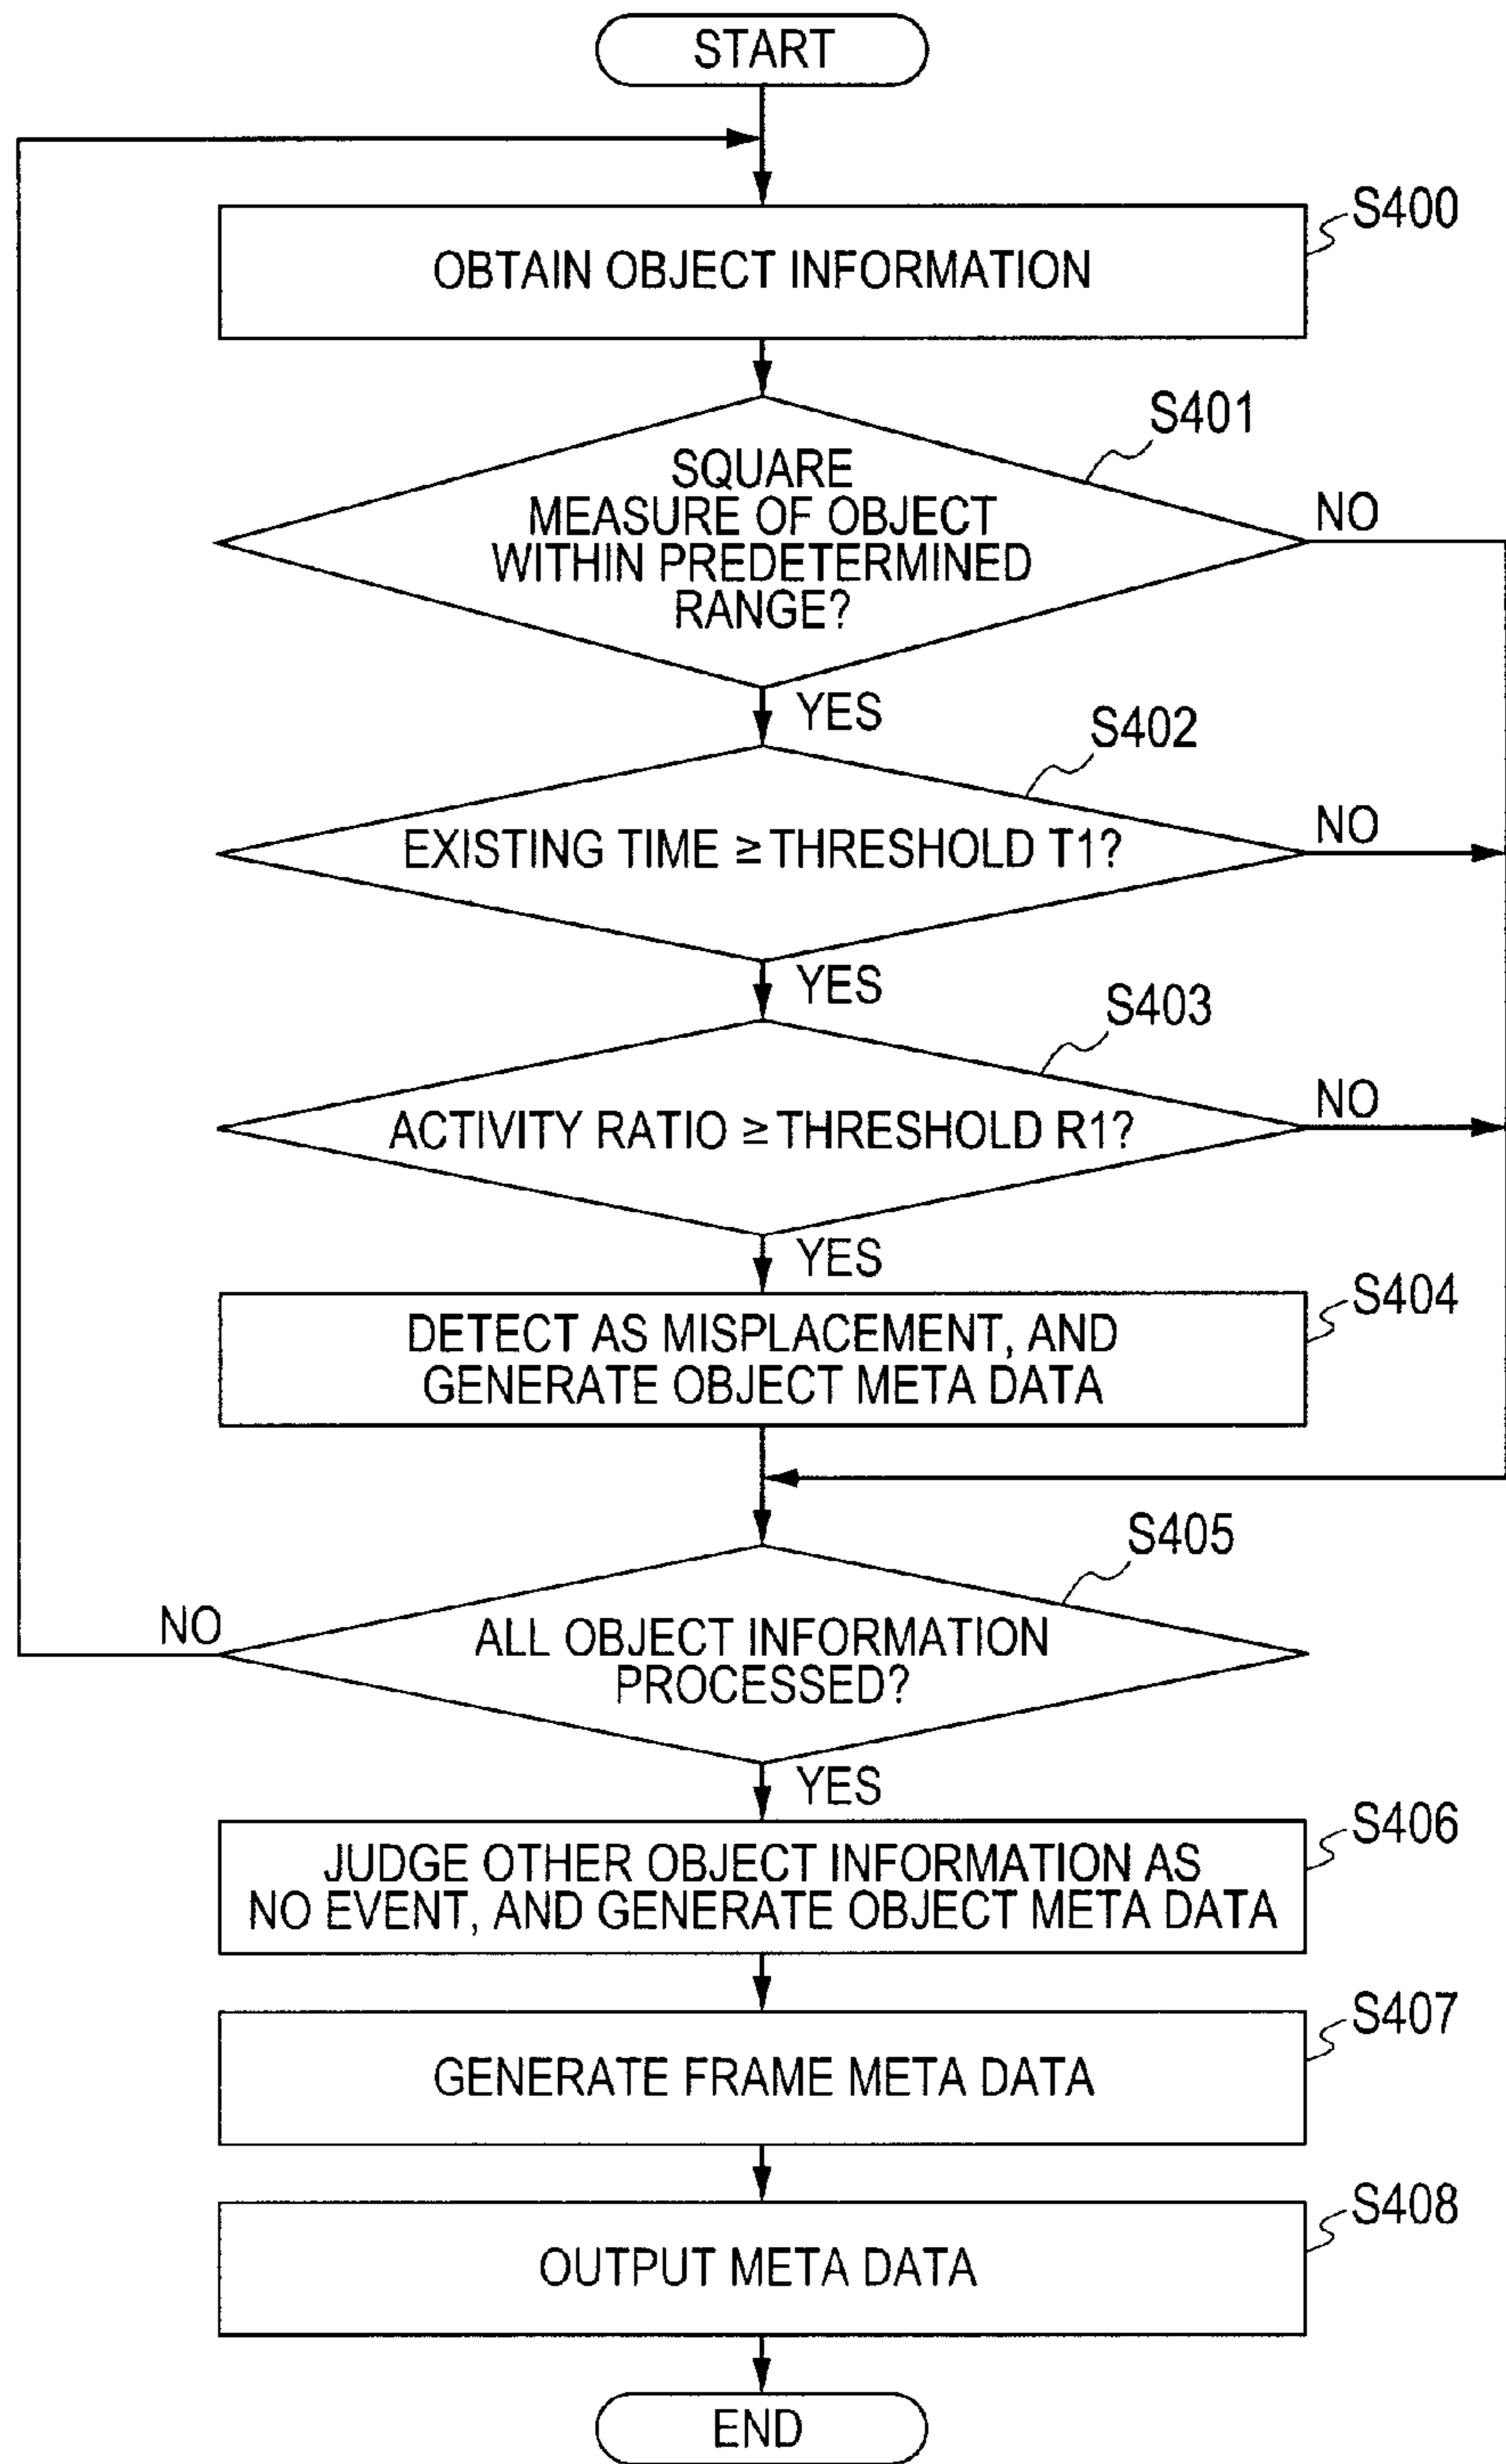 START
S400
OBTAIN OBJECT INFORMATION
S401
SQUARE
MEASURE OF OBJECT
WITHIN PREDETERMINED
RANGE?
NO
YES
S402
EXISTING TIME ≥ THRESHOLD T1?
NO
YES
S403
ACTIVITY RATIO ≥ THRESHOLD R1?
NO
YES
S404
DETECT AS MISPLACEMENT, AND
GENERATE OBJECT META DATA
S405
ALL OBJECT INFORMATION
PROCESSED?
NO
YES
S406
JUDGE OTHER OBJECT INFORMATION AS
NO EVENT, AND GENERATE OBJECT META DATA
S407
GENERATE FRAME META DATA
S408
OUTPUT META DATA
END